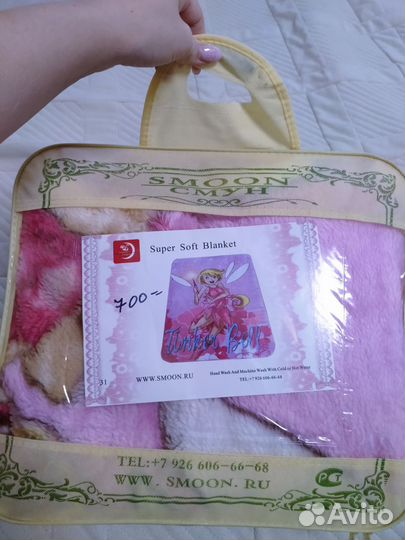 SMOON
СМУН
Super Soft Blanket
700=
Tinker Bell
31
WWW.SMOON.RU
Hand Wash And Machine Wash With Cold or Hot Water
TEL:+7 926 606-66-68
TEL:+7 926 606-66-68
WWW. SMOON. RU
Avito